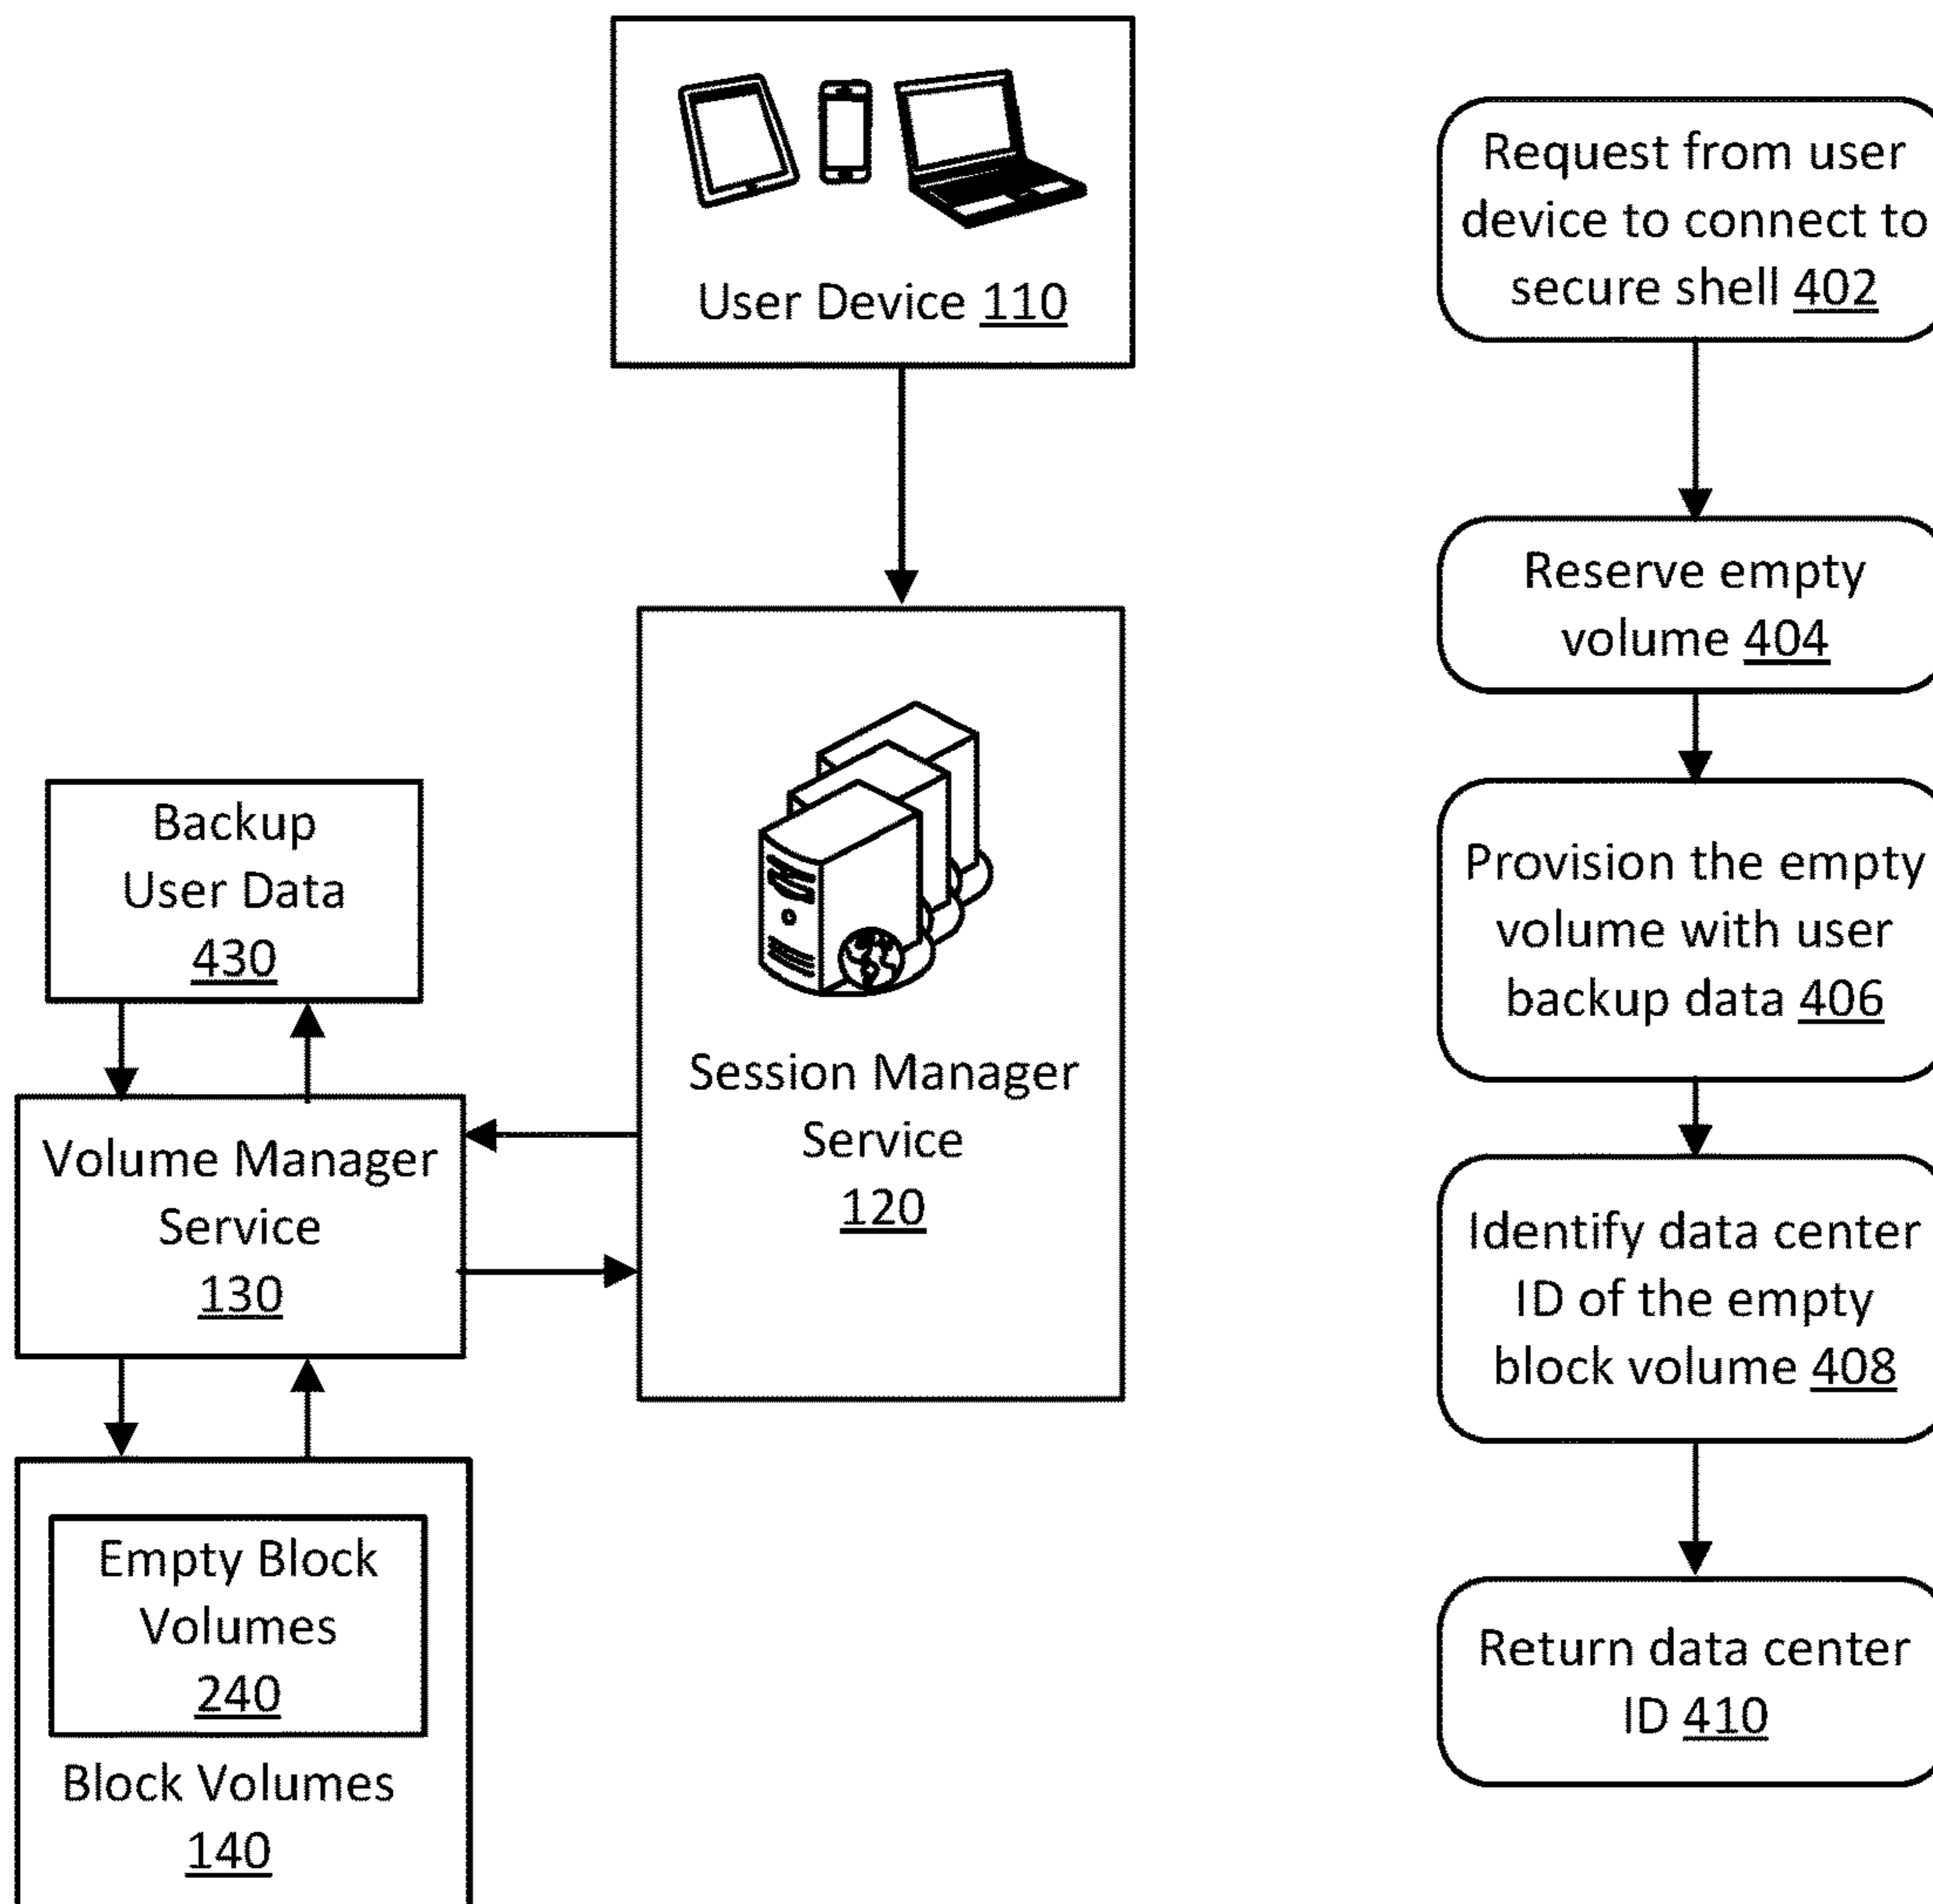 User Device 110
Session Manager
Service
120
Backup
User Data
430
Volume Manager
Service
130
Empty Block
Volumes
240
Block Volumes
140
Request from user
device to connect to
secure shell 402
Reserve empty
volume 404
Provision the empty
volume with user
backup data 406
Identify data center
ID of the empty
block volume 408
Return data center
ID 410